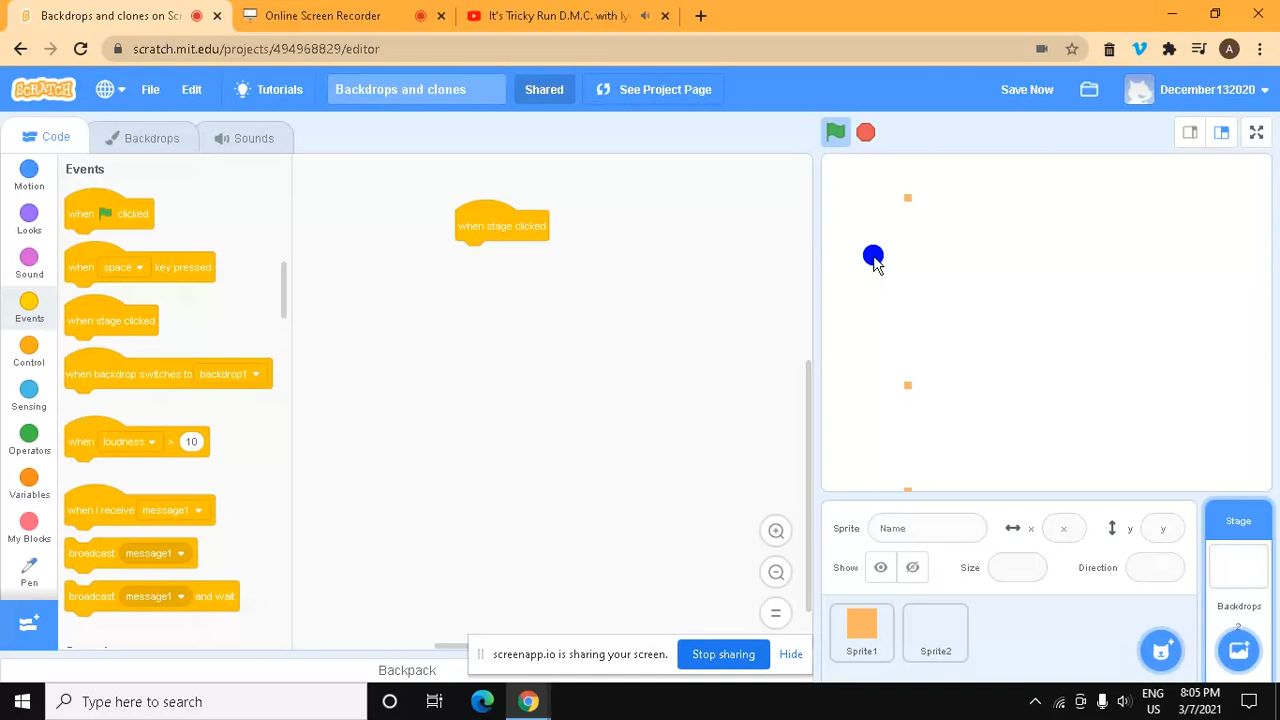 Backdrops and clones on Scr
Online Screen Recorder
It's Tricky Run D.M.C. with lyr
scratch.mit.edu/projects/494968829/editor
A
SCRATCH
File
Edit
Tutorials
Backdrops and clones
Shared
See Project Page
Save Now
December132020
Code
Backdrops
Sounds
Motion
Looks
Sound
Events
Control
Sensing
Operators
Variables
My Blocks
Pen
Events
when clicked
when space key pressed
when stage clicked
when backdrop switches to backdrop1
when loudness > 10
when I receive message1
broadcast message1
broadcast message1 and wait
when stage clicked
Sprite Name x x y y
Show Size Direction
Sprite1
Sprite2
Stage
Backdrops
2
screenapp.io is sharing your screen.
Stop sharing
Hide
Backpack
Type here to search
ENG
US
8:05 PM
3/7/2021